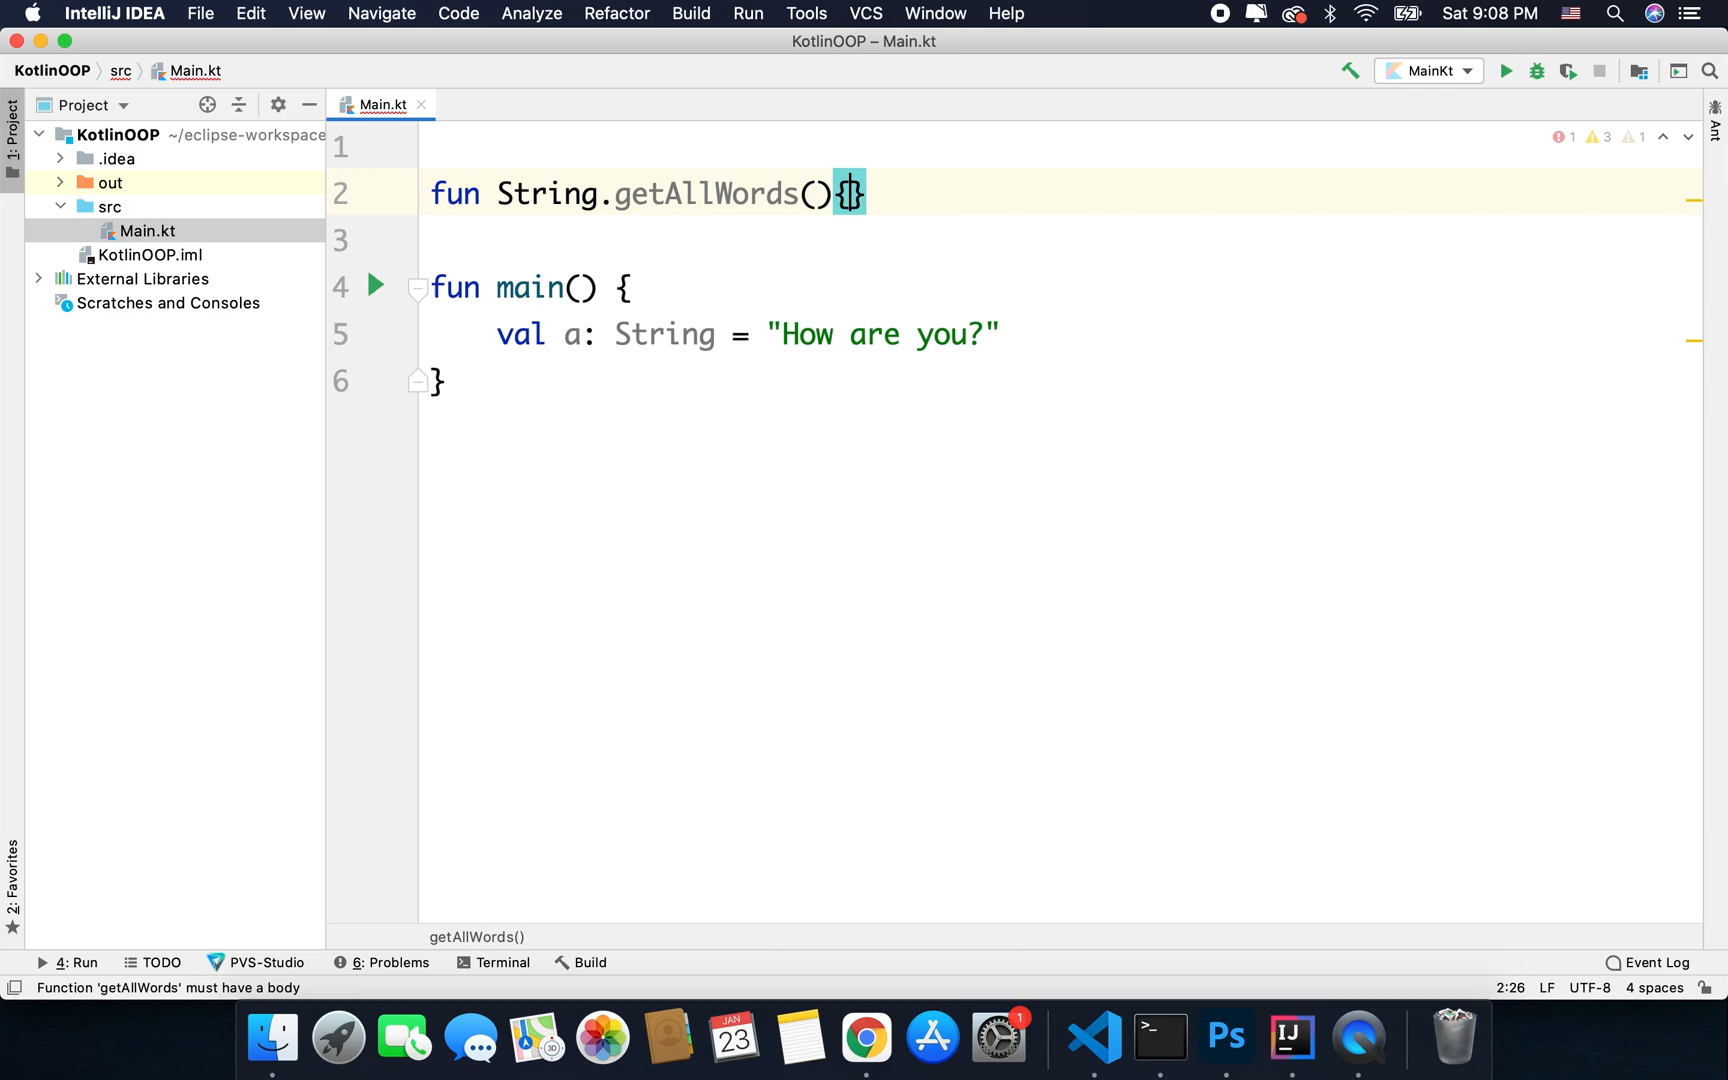 IntelliJ IDEA File Edit View Navigate Code Analyze Refactor Build Run Tools VCS Window Help Sat 9:08 PM
KotlinOOP – Main.kt
KotlinOOP src Main.kt MainKt
1: Project
Project
Main.kt
Ant
KotlinOOP ~/eclipse-workspace
.idea
out
src
Main.kt
KotlinOOP.iml
External Libraries
Scratches and Consoles
1 3 1
1
2 fun String.getAllWords(){}
3
4 fun main() {
5 val a: String = "How are you?"
6 }
2: Favorites
getAllWords()
4: Run TODO PVS-Studio 6: Problems Terminal Build Event Log
Function 'getAllWords' must have a body 2:26 LF UTF-8 4 spaces
3D
JAN
23
1
>_
Ps
IJ